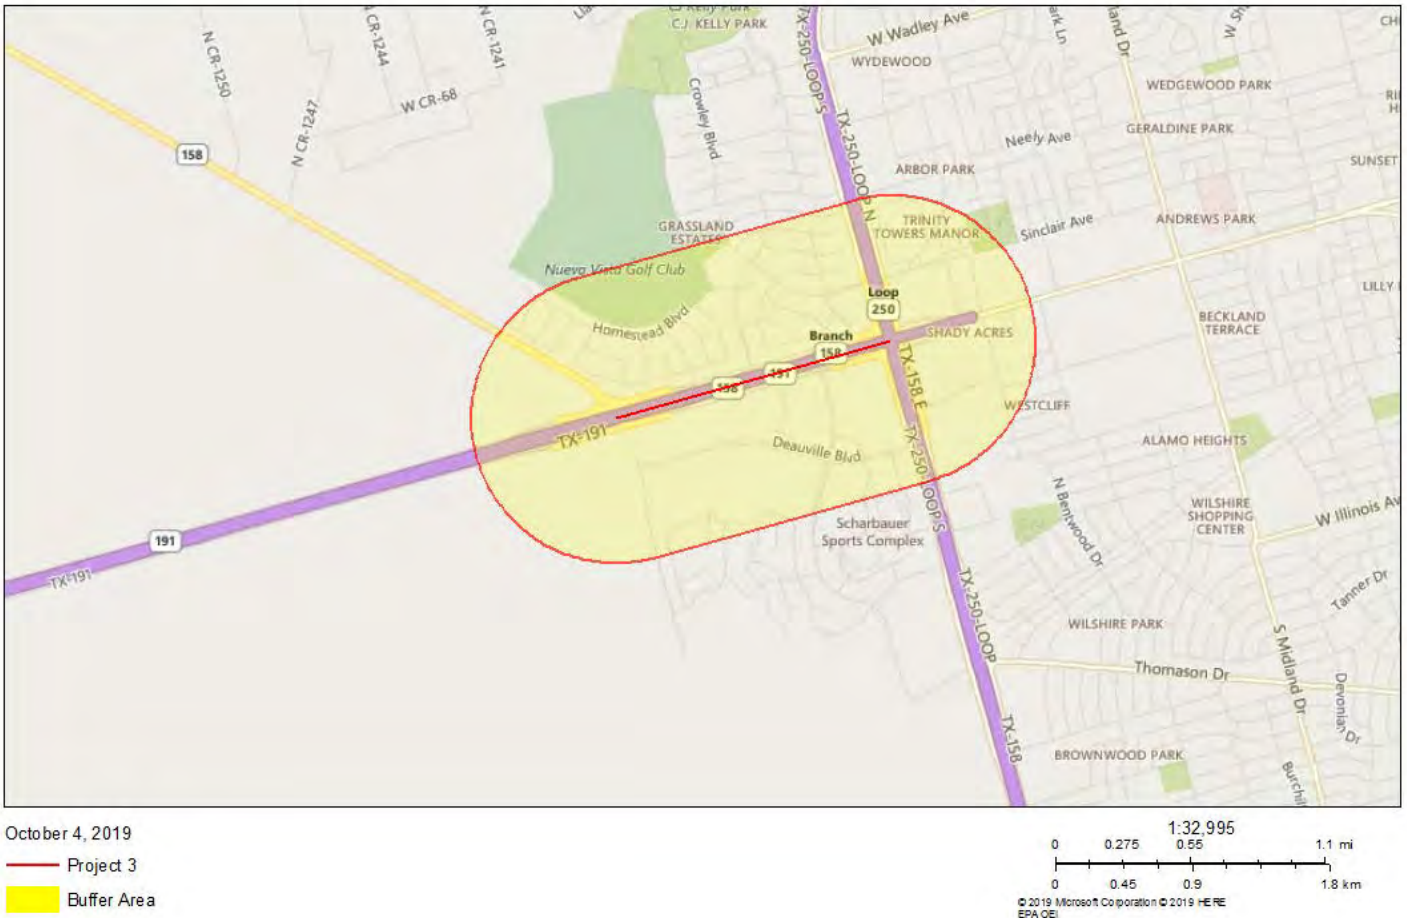 C.J. Kelly Park
C.J. KELLY PARK
N CR-1250
N CR-1244
N CR-1241
N CR-1247
W CR-68
Crowley Blvd
TX-250-LOOP S
TX-250-LOOP N
W Wadley Ave
WYDEWOOD
WEDGEWOOD PARK
GERALDINE PARK
Neely Ave
ARBOR PARK
SUNSET
158
GRASSLAND
ESTATES
TRINITY
TOWERS MANOR
Sinclair Ave
ANDREWS PARK
Nueva Vista Golf Club
Homestead Blvd
Loop
250
Branch
158
191
158
SHADY ACRES
BECKLAND
TERRACE
TX-158 E
WESTCLIFF
TX-191
Deauville Blvd
TX-250-LOOP S
ALAMO HEIGHTS
N Bentwood Dr
WILSHIRE
SHOPPING
CENTER
W Illinois Av
Scharbauer
Sports Complex
191
TX-191
TX-250-LOOP
Tanner Dr
WILSHIRE PARK
S Midland Dr
Thomason Dr
Devonian Dr
TX-158
BROWNWOOD PARK
October 4, 2019
Project 3
Buffer Area
1:32,995
0 0.275 0.55 1.1 mi
0 0.45 0.9 1.8 km
© 2019 Microsoft Corporation © 2019 HERE
EPA OEI